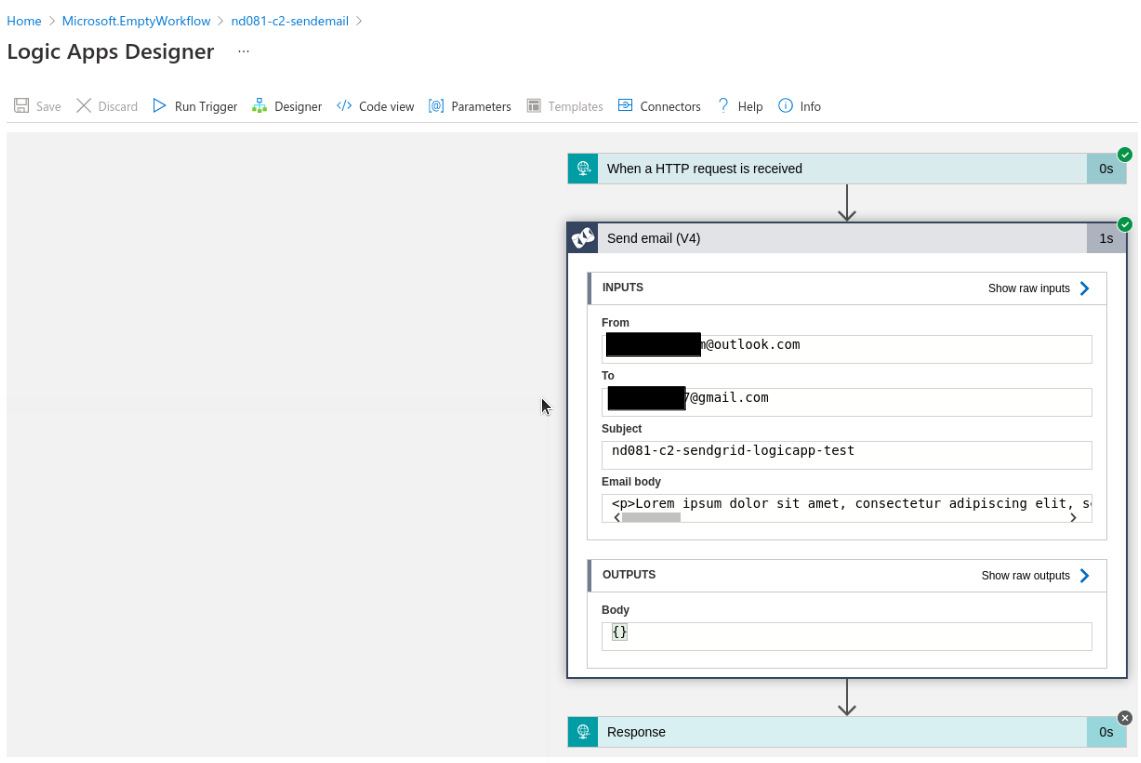 Home > Microsoft.EmptyWorkflow > nd081-c2-sendemail >
Logic Apps Designer ...
Save Discard Run Trigger Designer Code view Parameters Templates Connectors Help Info
When a HTTP request is received 0s
Send email (V4) 1s
INPUTS Show raw inputs
From
m@outlook.com
To
7@gmail.com
Subject
nd081-c2-sendgrid-logicapp-test
Email body
<p>Lorem ipsum dolor sit amet, consectetur adipiscing elit,
OUTPUTS Show raw outputs
Body
{}
Response 0s